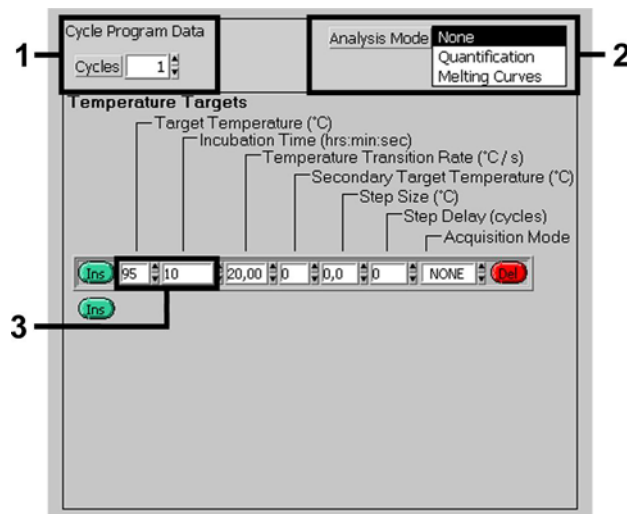 Cycle Program Data
Cycles 1
Analysis Mode None
Quantification
Melting Curves
1
2
Temperature Targets
Target Temperature (°C)
Incubation Time (hrs:min:sec)
Temperature Transition Rate (°C / s)
Secondary Target Temperature (°C)
Step Size (°C)
Step Delay (cycles)
Acquisition Mode
Ins 95 10 20,00 0 0,0 0 NONE Del
Ins
3